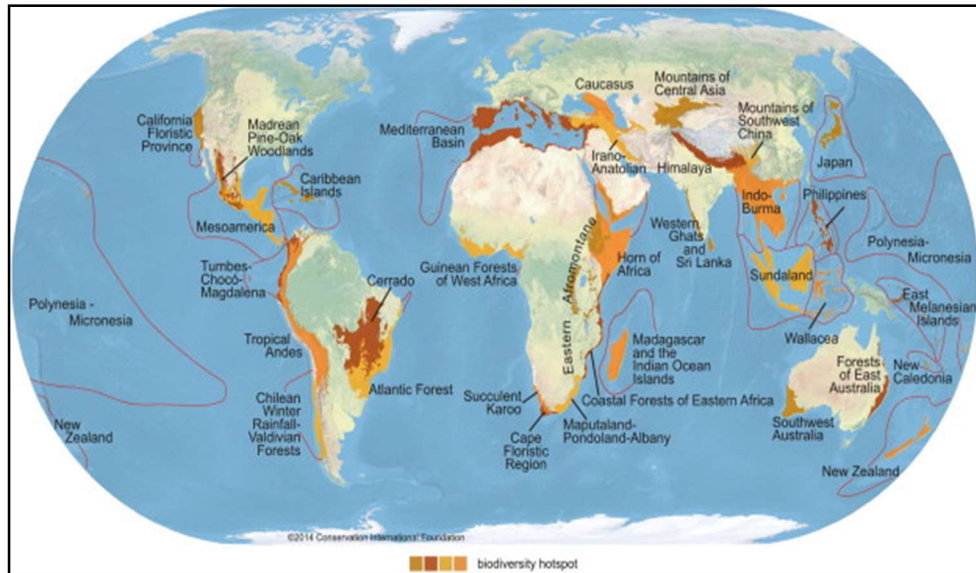 California
Floristic
Province
Madrean
Pine-Oak
Woodlands
Caribbean
Islands
Mesoamerica
Tumbes-
Chocó-
Magdalena
Polynesia -
Micronesia
Tropical
Andes
Cerrado
Atlantic Forest
Chilean
Winter
Rainfall-
Valdivian
Forests
New
Zealand
Mediterranean
Basin
Caucasus
Irano-
Anatolian
Mountains of
Central Asia
Mountains of
Southwest
China
Himalaya
Japan
Indo-
Burma
Philippines
Western
Ghats
and
Sri Lanka
Polynesia-
Micronesia
Guinean Forests
of West Africa
Eastern Afromontane
Horn of
Africa
Sundaland
Wallacea
East
Melanesian
Islands
Madagascar
and the
Indian Ocean
Islands
Coastal Forests of Eastern Africa
Succulent
Karoo
Cape
Floristic
Region
Maputaland-
Pondoland-Albany
Forests
of East
Australia
New
Caledonia
Southwest
Australia
New Zealand
©2014 Conservation International Foundation
biodiversity hotspot